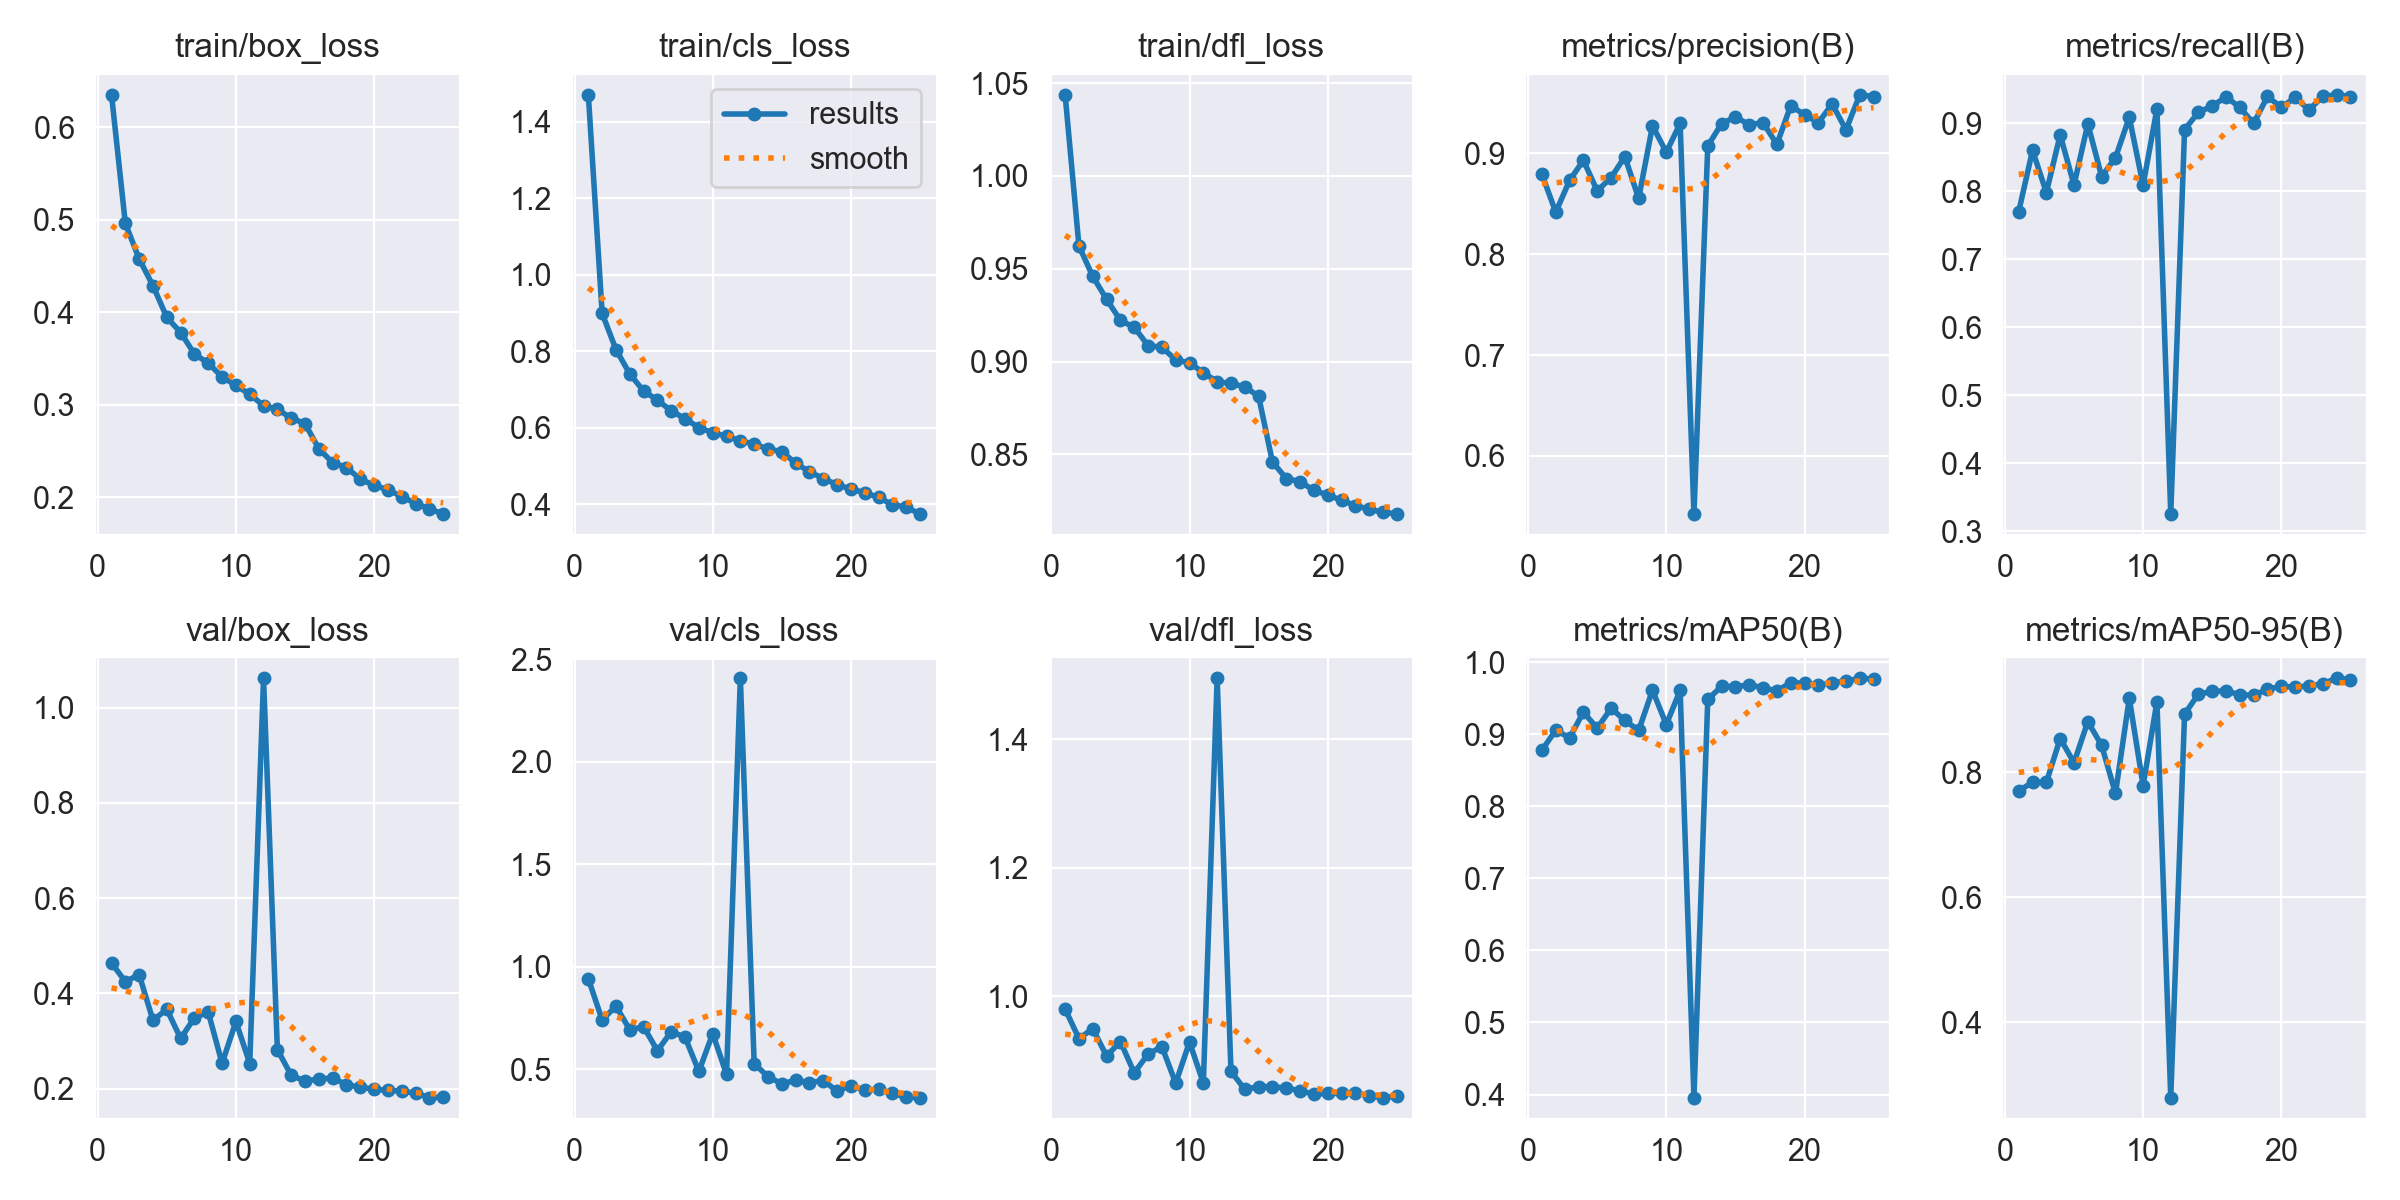 train/box_loss
0.6
0.5
0.4
0.3
0.2
0 10 20
train/cls_loss
results
smooth
1.4
1.2
1.0
0.8
0.6
0.4
0 10 20
train/dfl_loss
1.05
1.00
0.95
0.90
0.85
0 10 20
metrics/precision(B)
0.9
0.8
0.7
0.6
0 10 20
metrics/recall(B)
0.9
0.8
0.7
0.6
0.5
0.4
0.3
0 10 20
val/box_loss
1.0
0.8
0.6
0.4
0.2
0 10 20
val/cls_loss
2.5
2.0
1.5
1.0
0.5
0 10 20
val/dfl_loss
1.4
1.2
1.0
0 10 20
metrics/mAP50(B)
1.0
0.9
0.8
0.7
0.6
0.5
0.4
0 10 20
metrics/mAP50-95(B)
0.8
0.6
0.4
0 10 20